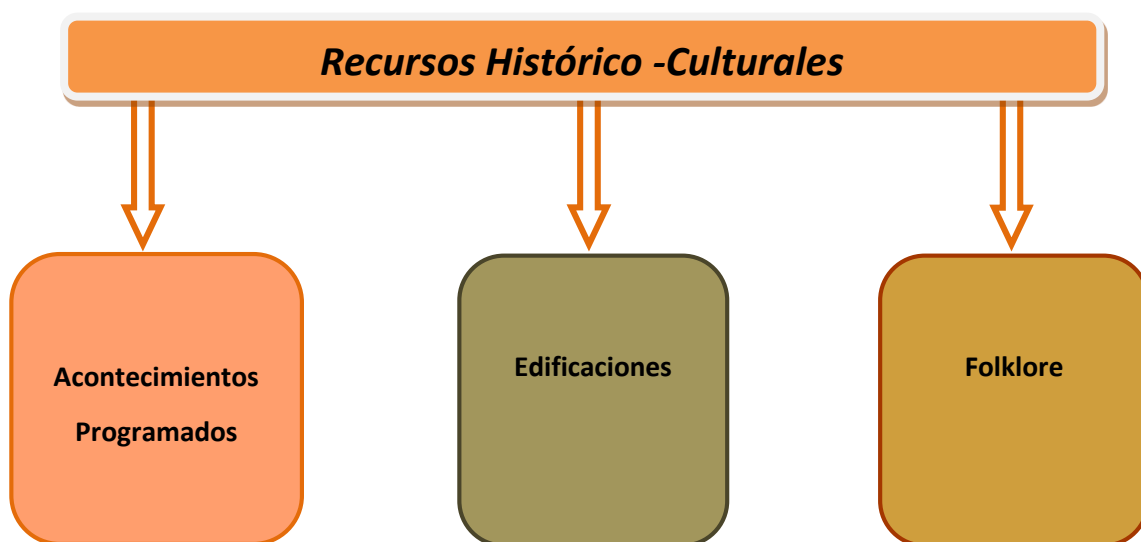 Recursos Histórico -Culturales
Acontecimientos
Programados
Edificaciones
Folklore